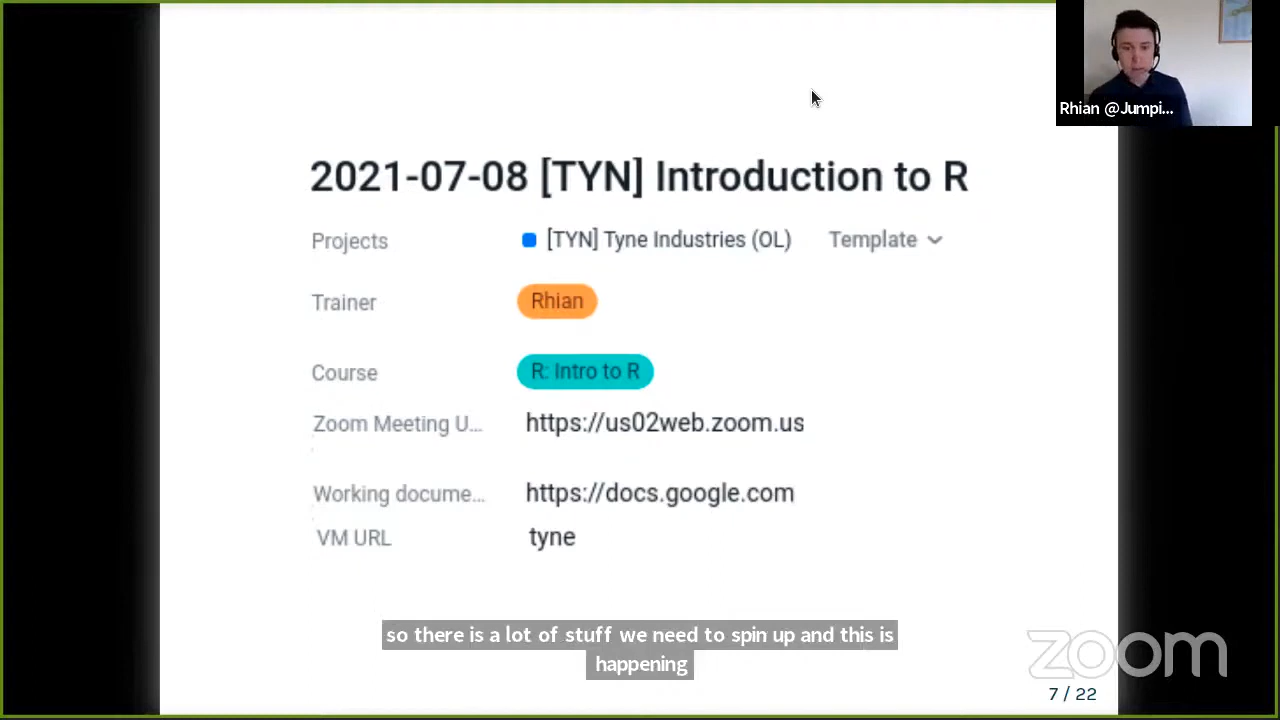 Rhian @Jumpi...
2021-07-08 [TYN] Introduction to R
Projects [TYN] Tyne Industries (OL) Template
Trainer Rhian
Course R: Intro to R
Zoom Meeting U... https://us02web.zoom.us
Working docume... https://docs.google.com
VM URL tyne
so there is a lot of stuff we need to spin up and this is
happening
zoom
7 / 22